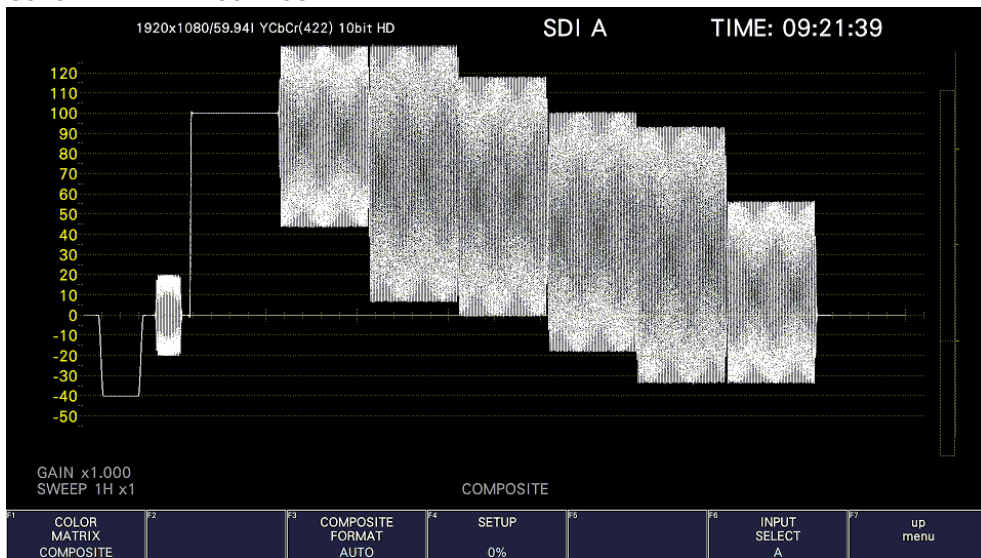 1920x1080/59.94I YCbCr(422) 10bit HD SDI A TIME: 09:21:39
120
110
100
90
80
70
60
50
40
30
20
10
0
-10
-20
-30
-40
-50
GAIN x1.000
SWEEP 1H x1 COMPOSITE
F1 COLOR MATRIX COMPOSITE
F2
F3 COMPOSITE FORMAT AUTO
F4 SETUP 0%
F5
F6 INPUT SELECT A
F7 up menu